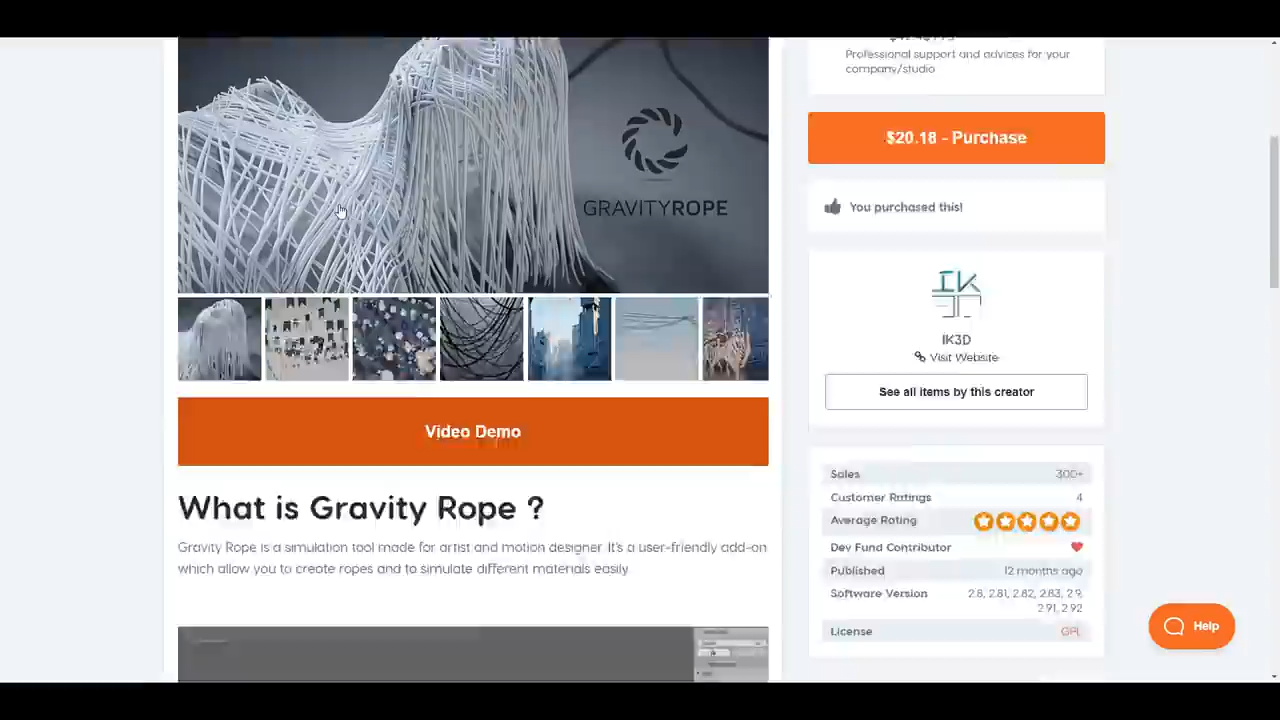 Professional support and advices for your
company/studio
$20.18 - Purchase
You purchased this!
GRAVITYROPE
IK3D
Visit Website
See all items by this creator
Video Demo
What is Gravity Rope ?
Gravity Rope is a simulation tool made for artist and motion designer. It's a user-friendly add-on
which allow you to create ropes and to simulate different materials easily
Sales 300+
Customer Ratings 4
Average Rating
Dev Fund Contributor
Published 12 months ago
Software Version 2.8, 2.81, 2.82, 2.83, 2.9,
2.91, 2.92
License GPL
Help